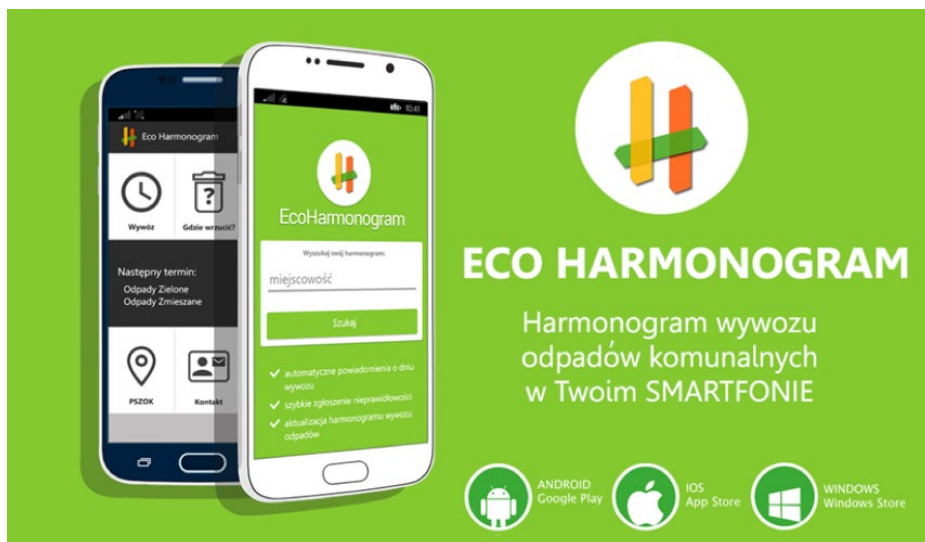 Eco Harmonogram
Wywóz
Gdzie wrzucić?
Następny termin:
Odpady Zielone
Odpady Zmieszane
PSZOK
Kontakt
10:41
EcoHarmonogram
Wyszukaj swój harmonogram:
miejscowość
Szukaj
automatyczne powiadomienia o dniu
wywozu
szybkie zgłoszenie nieprawidłowości
aktualizacja harmonogramu wywozu
odpadów
ECO HARMONOGRAM
Harmonogram wywozu
odpadów komunalnych
w Twoim SMARTFONIE
ANDROID
Google Play
IOS
App Store
WINDOWS
Windows Store